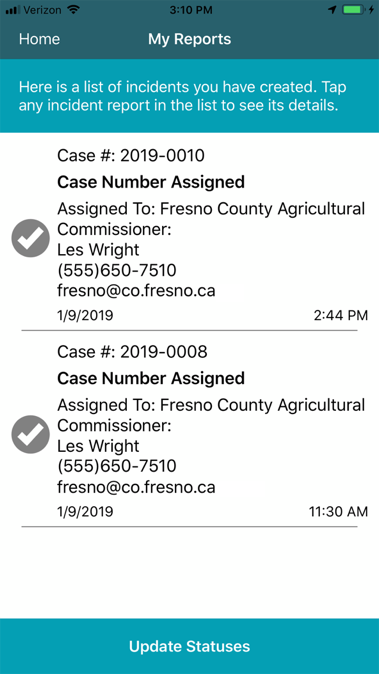 Verizon 3:10 PM
Home My Reports
Here is a list of incidents you have created. Tap
any incident report in the list to see its details.
Case #: 2019-0010
Case Number Assigned
Assigned To: Fresno County Agricultural
Commissioner:
Les Wright
(555)650-7510
fresno@co.fresno.ca
1/9/2019 2:44 PM
Case #: 2019-0008
Case Number Assigned
Assigned To: Fresno County Agricultural
Commissioner:
Les Wright
(555)650-7510
fresno@co.fresno.ca
1/9/2019 11:30 AM
Update Statuses